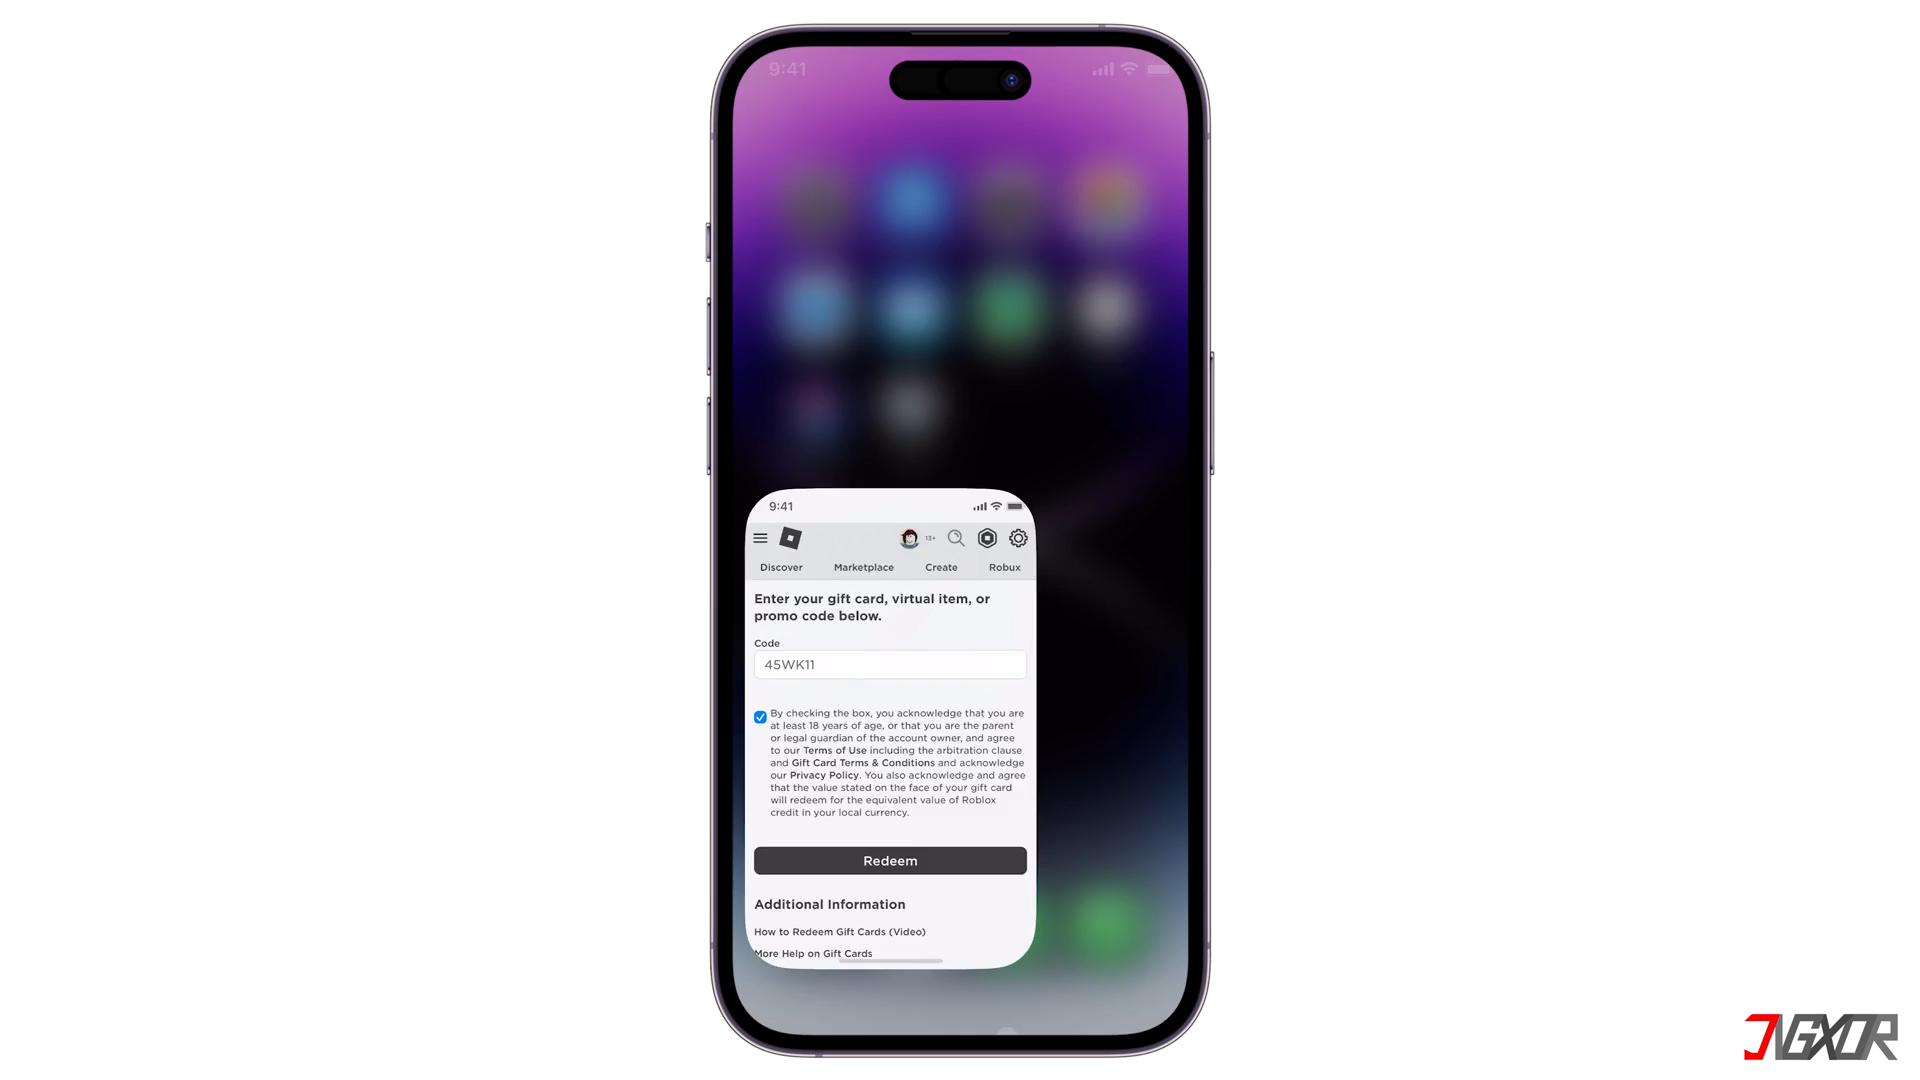 9:41
9:41
13+
Discover Marketplace Create Robux
Enter your gift card, virtual item, or
promo code below.
Code
45WK11
By checking the box, you acknowledge that you are
at least 18 years of age, or that you are the parent
or legal guardian of the account owner, and agree
to our Terms of Use including the arbitration clause
and Gift Card Terms & Conditions and acknowledge
our Privacy Policy. You also acknowledge and agree
that the value stated on the face of your gift card
will redeem for the equivalent value of Roblox
credit in your local currency.
Redeem
Additional Information
How to Redeem Gift Cards (Video)
More Help on Gift Cards
JIGXOR